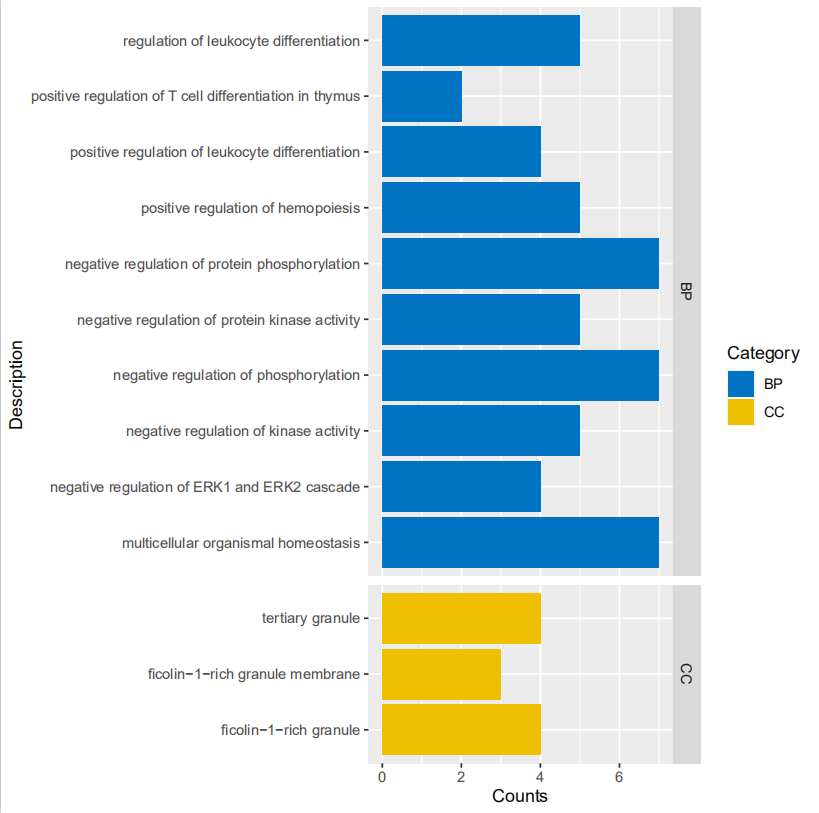 regulation of leukocyte differentiation
positive regulation of T cell differentiation in thymus
positive regulation of leukocyte differentiation
positive regulation of hemopoiesis
negative regulation of protein phosphorylation
negative regulation of protein kinase activity
negative regulation of phosphorylation
negative regulation of kinase activity
negative regulation of ERK1 and ERK2 cascade
multicellular organismal homeostasis
BP
tertiary granule
ficolin−1−rich granule membrane
ficolin−1−rich granule
CC
0 2 4 6
Counts
Description
Category
BP
CC